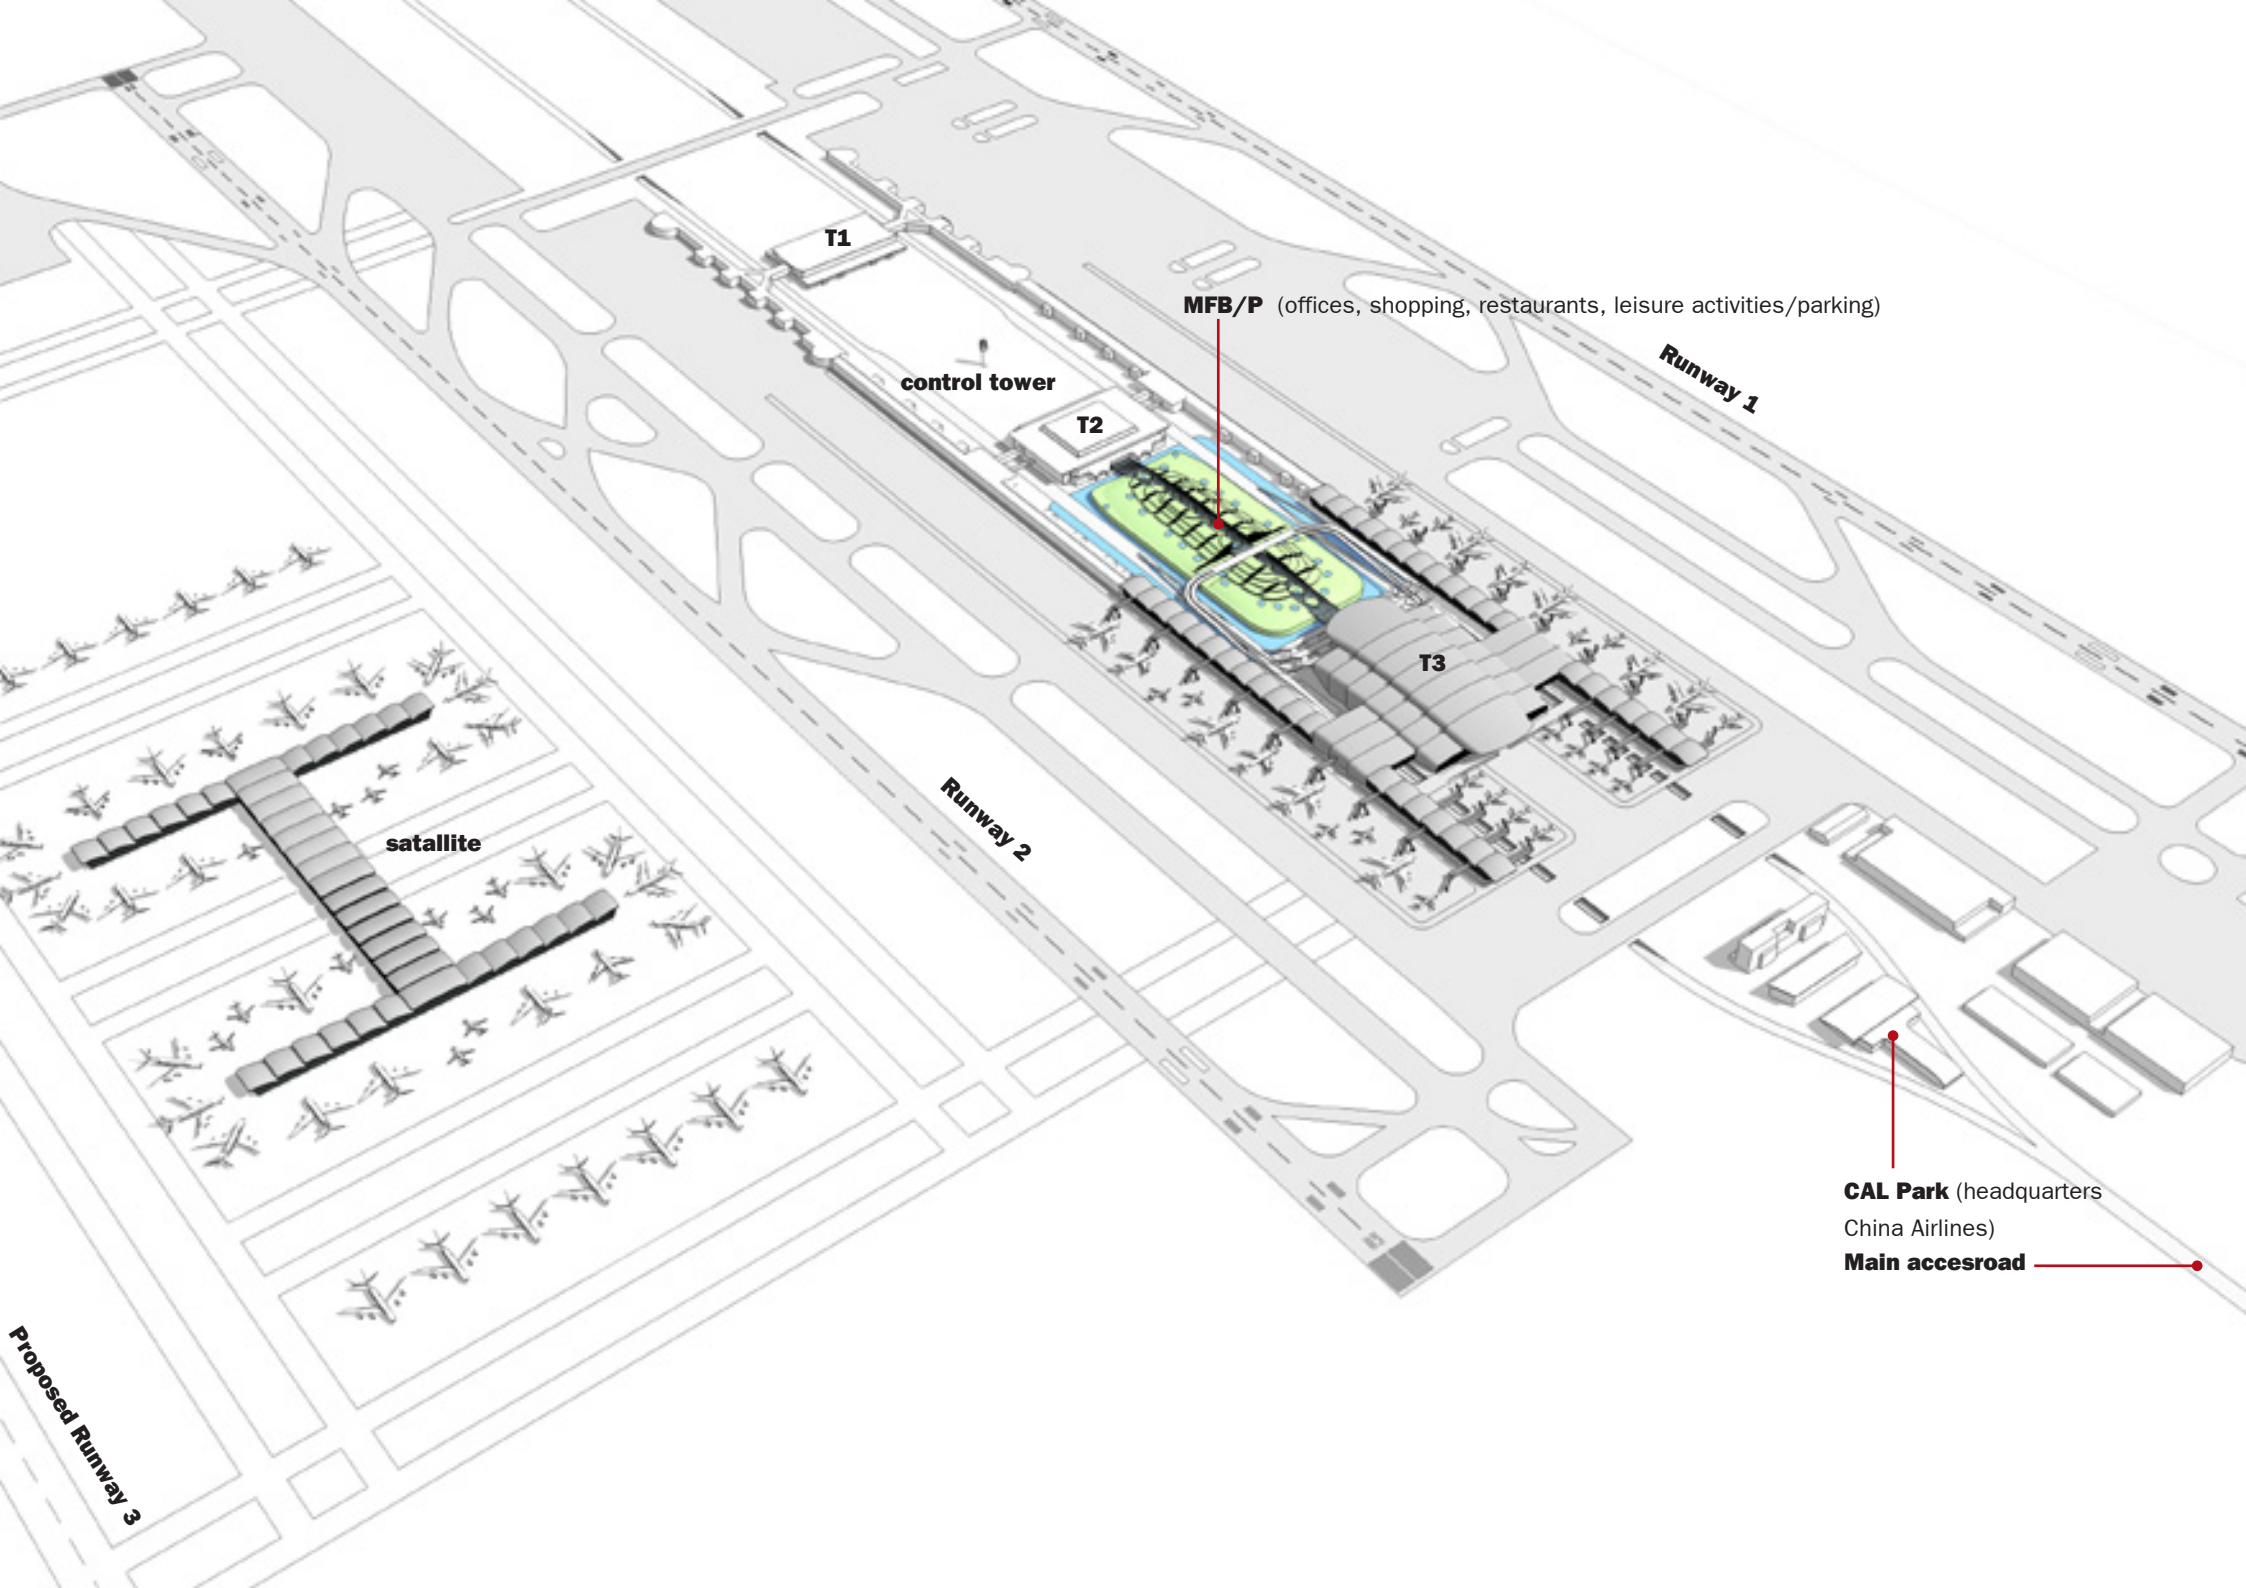 T1
MFB/P (offices, shopping, restaurants, leisure activities/parking)
Runway 1
control tower
T2
T3
Runway 2
satallite
CAL Park (headquarters
China Airlines)
Main accesroad
Proposed Runway 3